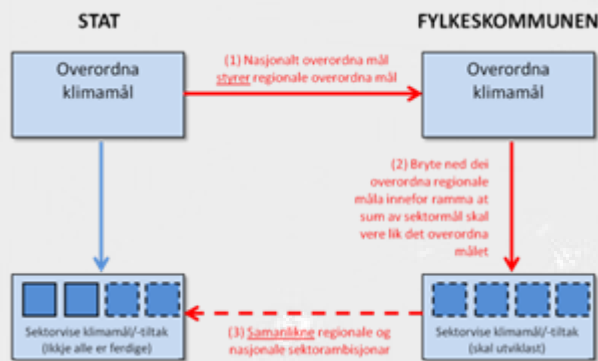 STAT
FYLKESKOMMUNEN
Overordna
klimamål
(1) Nasjonalt overordna mål
styrer regionale overordna mål
Overordna
klimamål
(2) Bryte ned dei
overordna regionale
måla innefor ramma at
sum av sektormål skal
vere lik det overordna
målet
Sektorvise klimamål/-tiltak
(Ikkje alle er ferdige)
(3) Samanlikne regionale og
nasjonale sektorambisjonar
Sektorvise klimamål/-tiltak
(skal utviklast)